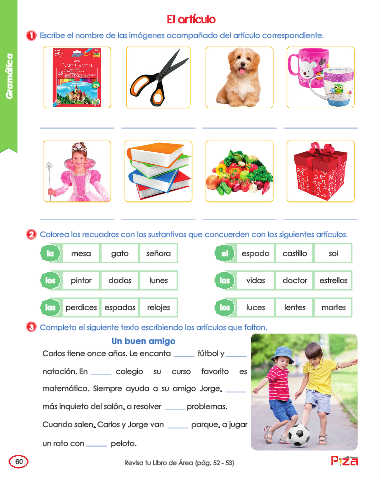 El artículo
Gramática
1 Escribe el nombre de las imágenes acompañado del artículo correspondiente.
2 Colorea los recuadros con los sustantivos que concuerden con los siguientes artículos.
la mesa gato señora
el espada castillo sol
los pintor dados lunes
las vidas doctor estrellas
las perdices espadas relojes
los luces lentes martes
3 Completa el siguiente texto escribiendo los artículos que faltan.
Un buen amigo
Carlos tiene once años. Le encanta _____ fútbol y _____
natación. En _____ colegio su curso favorito es
matemática. Siempre ayuda a su amigo Jorge, _____
más inquieto del salón, a resolver _____ problemas.
Cuando salen, Carlos y Jorge van _____ parque, a jugar
un rato con _____ pelota.
60
Revisa tu Libro de Área (pág. 52 - 53)